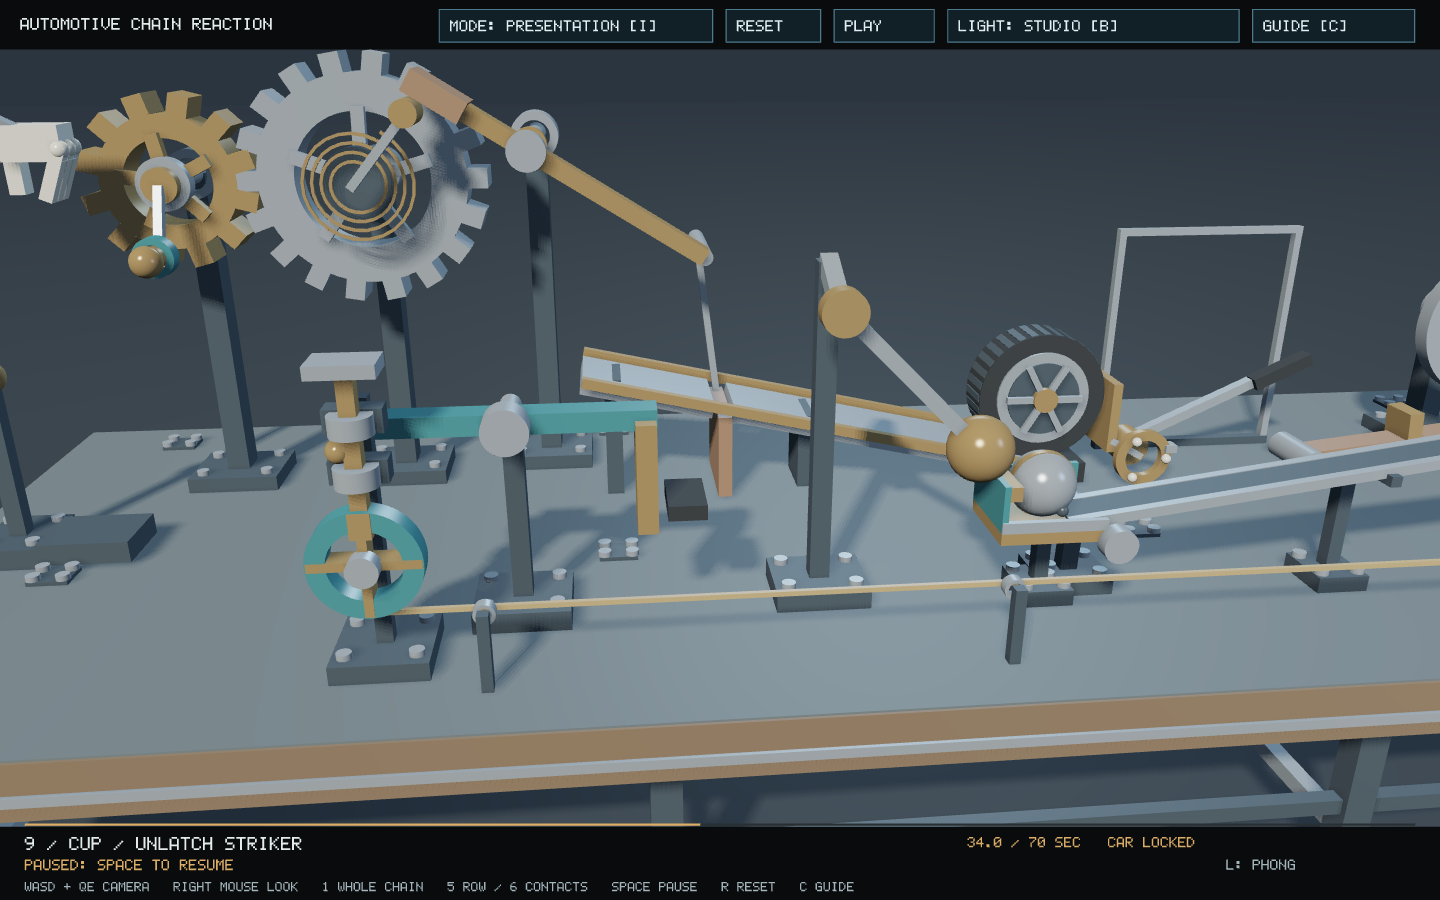 AUTOMOTIVE CHAIN REACTION
MODE: PRESENTATION [I]
RESET
PLAY
LIGHT: STUDIO [B]
GUIDE [C]
9 / CUP / UNLATCH STRIKER
34.0 / 70 SEC CAR LOCKED
PAUSED: SPACE TO RESUME
L: PHONG
WASD + QE CAMERA RIGHT MOUSE LOOK 1 WHOLE CHAIN 5 ROW / 6 CONTACTS SPACE PAUSE R RESET C GUIDE